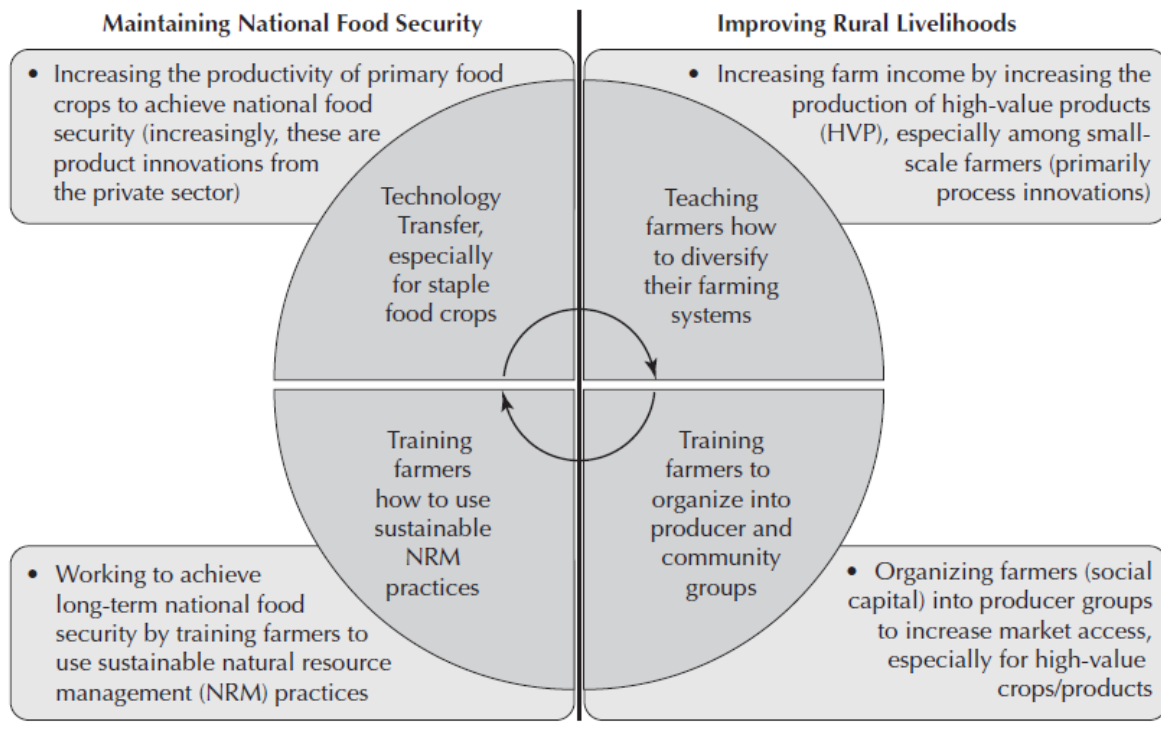 Maintaining National Food Security
Improving Rural Livelihoods
• Increasing the productivity of primary food
crops to achieve national food
security (increasingly, these are
product innovations from
the private sector)
• Increasing farm income by increasing the
production of high-value products
(HVP), especially among small-
scale farmers (primarily
process innovations)
Technology
Transfer,
especially
for staple
food crops
Teaching
farmers how
to diversify
their farming
systems
Training
farmers
how to use
sustainable
NRM
practices
Training
farmers to
organize into
producer and
community
groups
• Working to achieve
long-term national food
security by training farmers to
use sustainable natural resource
management (NRM) practices
• Organizing farmers (social
capital) into producer groups
to increase market access,
especially for high-value
crops/products